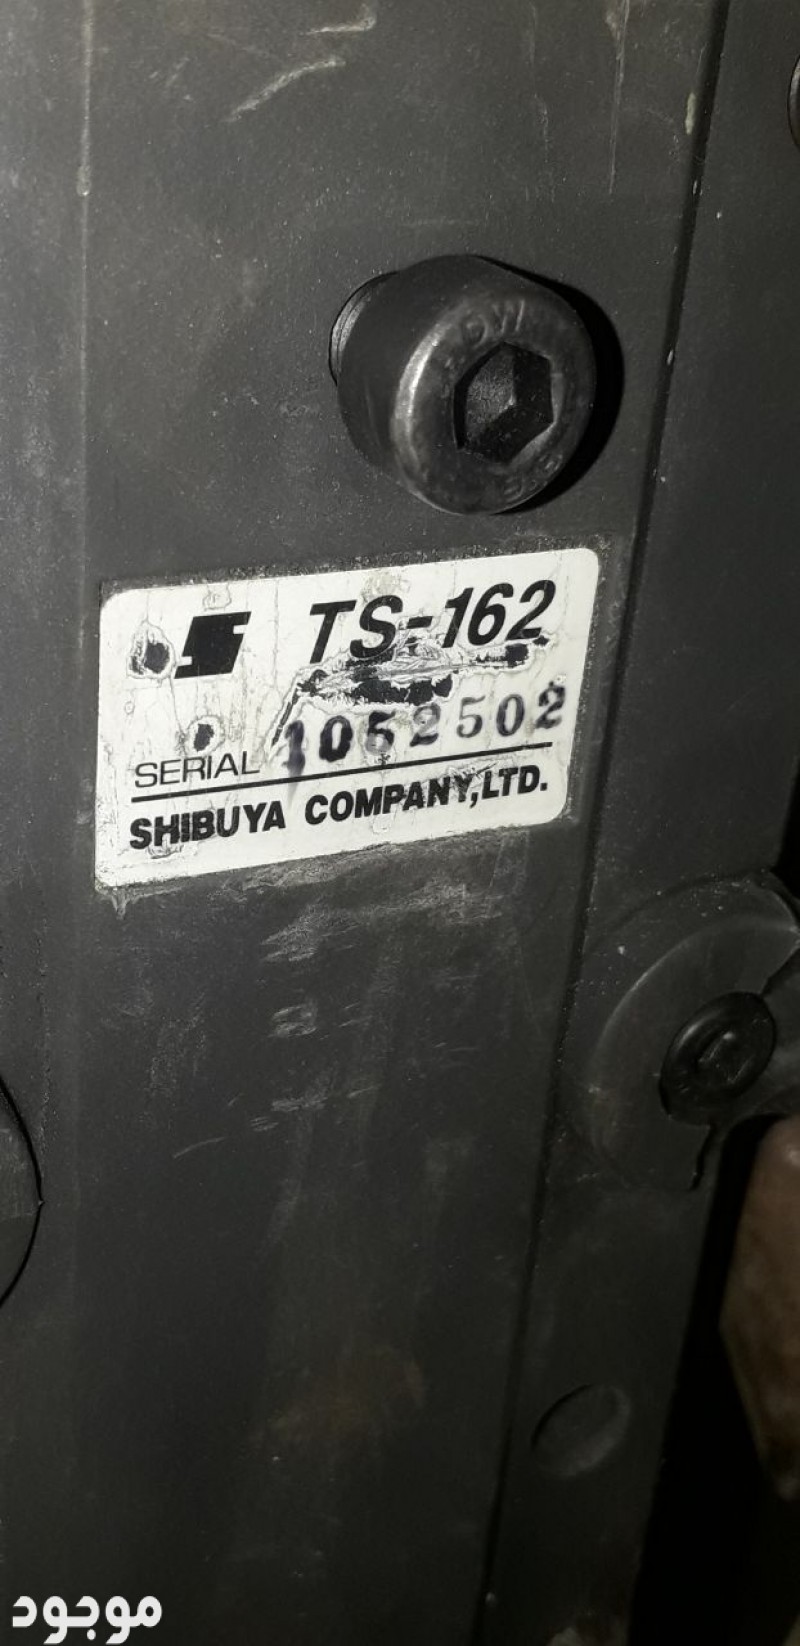 TS-162
SERIAL 1052502
SHIBUYA COMPANY,LTD.
موجود